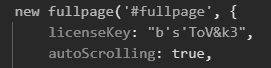 new fullpage('#fullpage', {
licenseKey: "b's'ToV&k3",
autoScrolling: true,